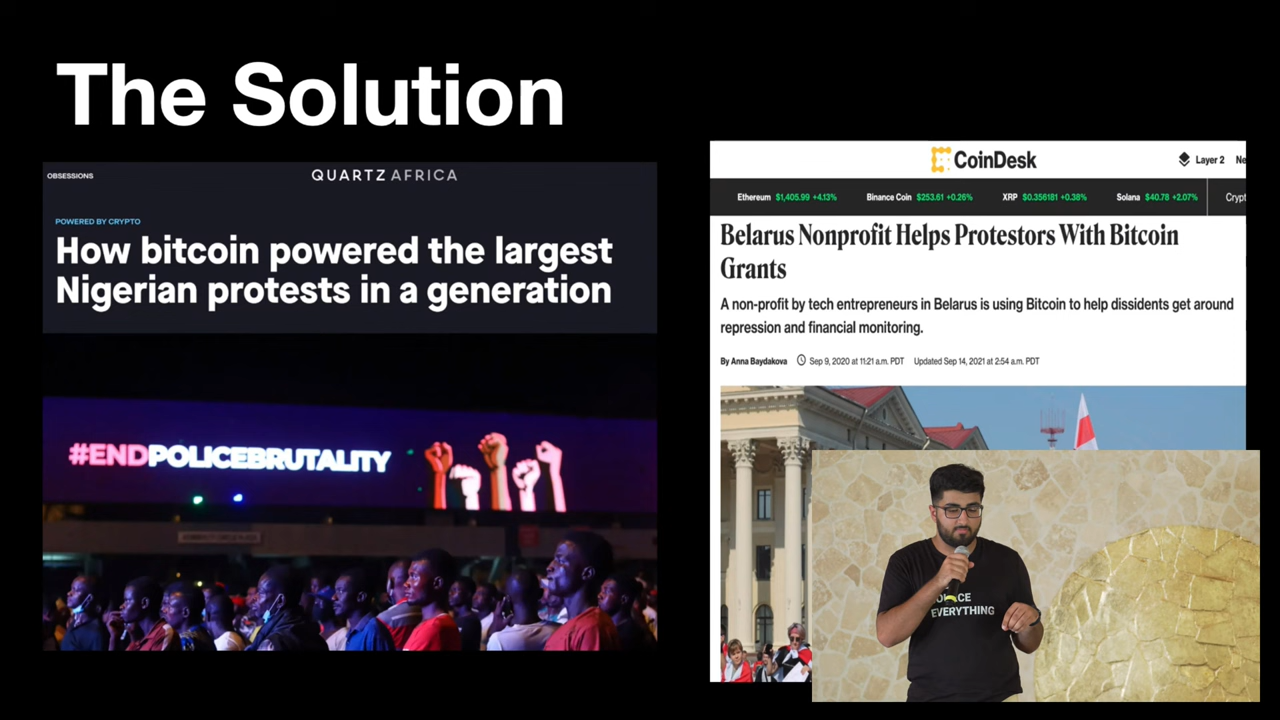 The Solution
OBSESSIONS
QUARTZ AFRICA
POWERED BY CRYPTO
How bitcoin powered the largest
Nigerian protests in a generation
#ENDPOLICEBRUTALITY
CoinDesk
Layer 2
Ne
Ethereum $1,405.99 +4.13% Binance Coin $253.61 +0.26% XRP $0.356181 +0.38% Solana $40.78 +2.07% Crypt
Belarus Nonprofit Helps Protestors With Bitcoin
Grants
A non-profit by tech entrepreneurs in Belarus is using Bitcoin to help dissidents get around
repression and financial monitoring.
By Anna Baydakova Sep 9, 2020 at 11:21 a.m. PDT Updated Sep 14, 2021 at 2:54 a.m. PDT
EVERYTHING